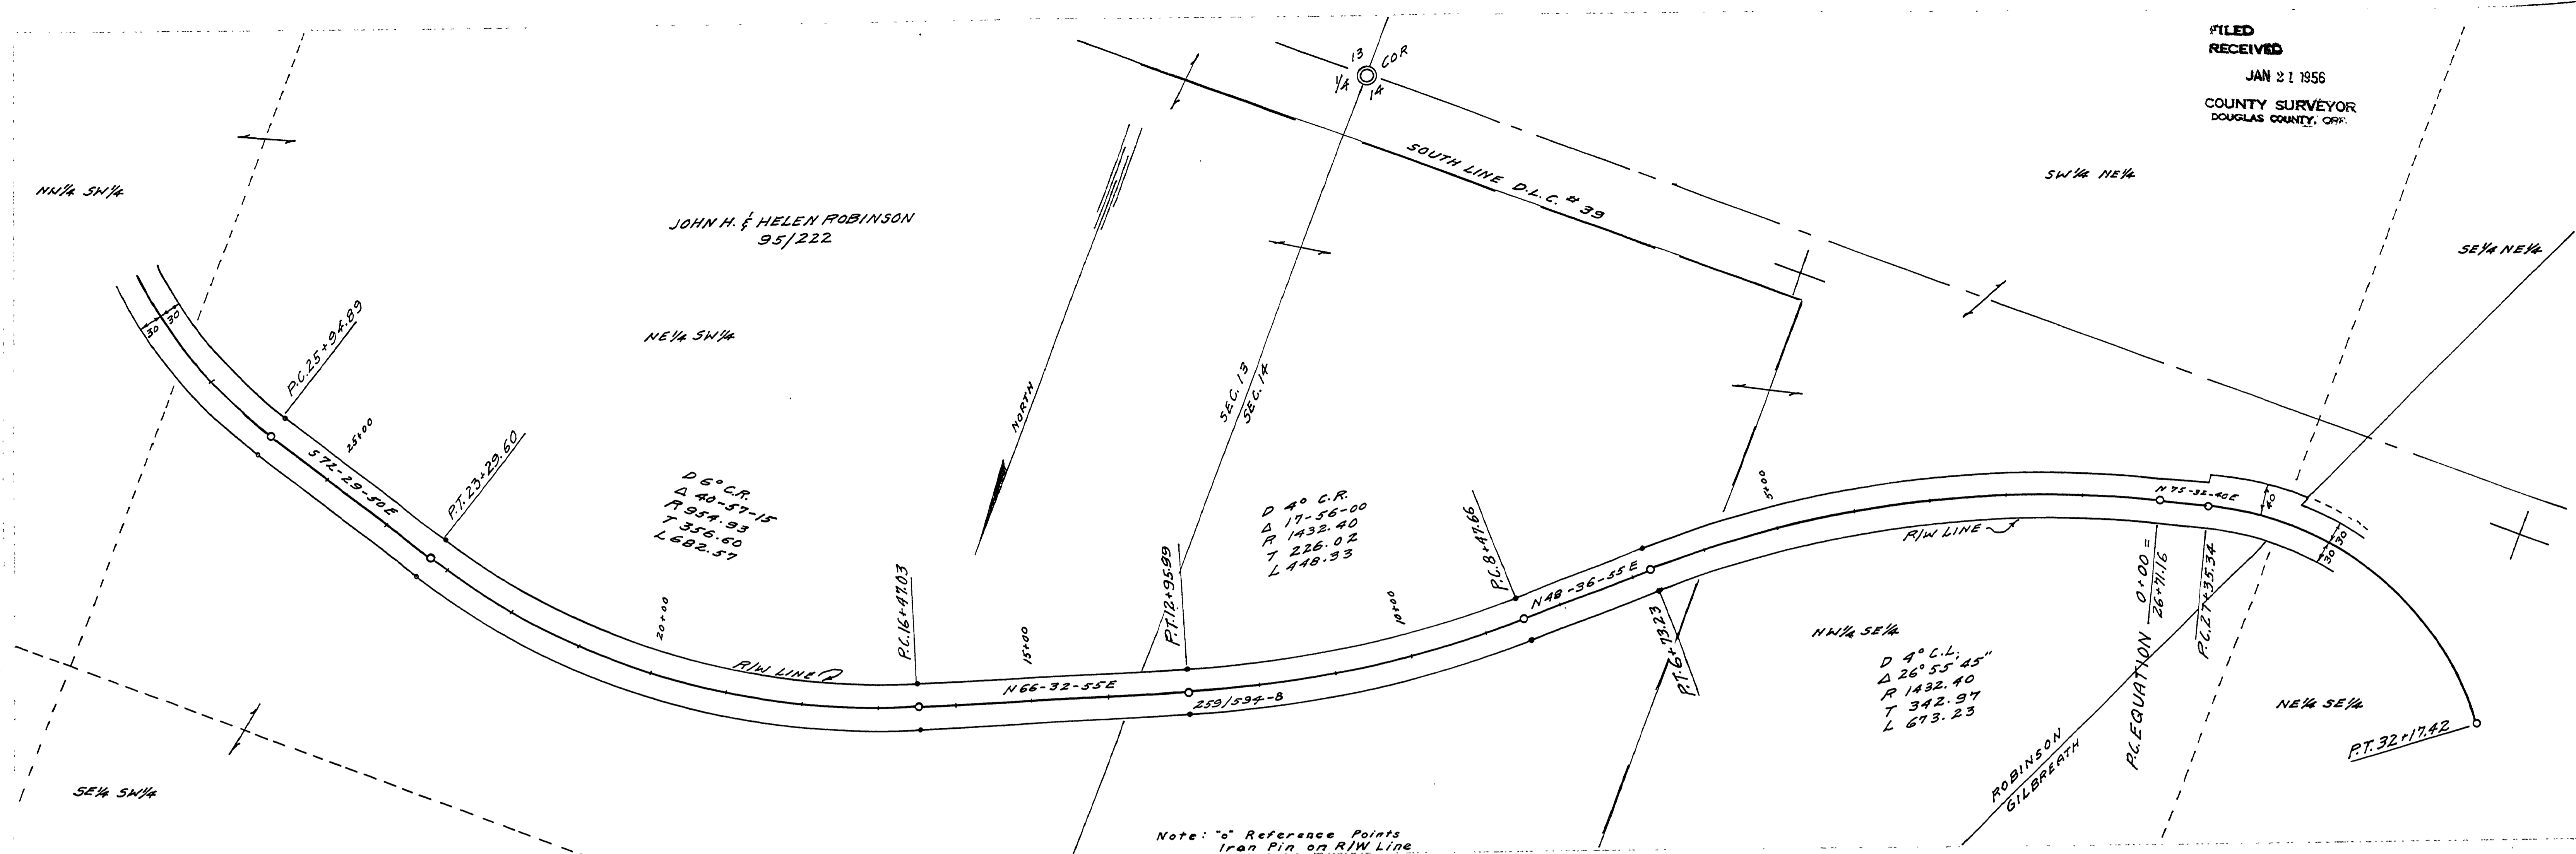 FILED
RECEIVED
JAN 27 1956
COUNTY SURVEYOR
DOUGLAS COUNTY, ORE.
13
COR
1/4
14
NW¼ SW¼
JOHN H. & HELEN ROBINSON
95/222
SOUTH LINE D.L.C. #39
SW¼ NE¼
SE¼ NE¼
30
30
P.C. 25+94.89
NE¼ SW¼
NORTH
SEC. 13
SEC. 14
25+00
S72-29-50E
P.T. 23+29.60
D 6° C.R.
Δ 40-57-15
R 954.93
T 356.60
L 682.57
D 4° C.R.
Δ 17-56-00
R 1432.40
T 226.02
L 448.33
P.C. 8+47.66
5+00
N 75-32-40E
40
R/W LINE
30
30
20+00
P.C. 16+47.03
15+00
P.T. 12+95.99
10+00
N48-36-55E
P.T. 6+73.23
NW¼ SE¼
D 4° C.L.
Δ 26° 55' 45"
R 1432.40
T 342.97
L 673.23
P.C. EQUATION 0+00 =
26+71.16
P.C. 27+35.34
R/W LINE
N66-32-55E
259/594-B
NE¼ SE¼
P.T. 32+17.42
ROBINSON
GILBREATH
SE¼ SW¼
Note: "o" Reference Points
Iron Pin on R/W Line